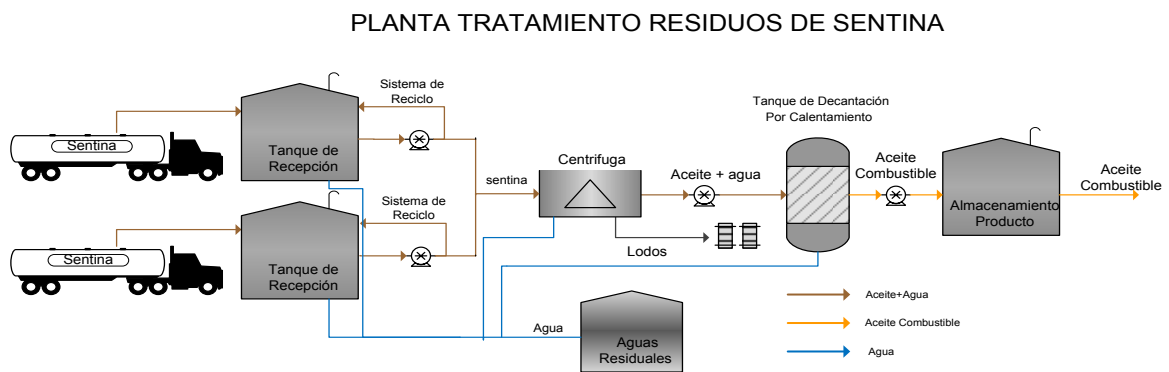 PLANTA TRATAMIENTO RESIDUOS DE SENTINA
Sistema de
Reciclo
Sentina
Tanque de
Recepción
Sistema de
Reciclo
Sentina
Tanque de
Recepción
sentina
Centrifuga
Aceite + agua
Lodos
Tanque de Decantación
Por Calentamiento
Aceite
Combustible
Almacenamiento
Producto
Aceite
Combustible
Agua
Aguas
Residuales
Aceite+Agua
Aceite Combustible
Agua